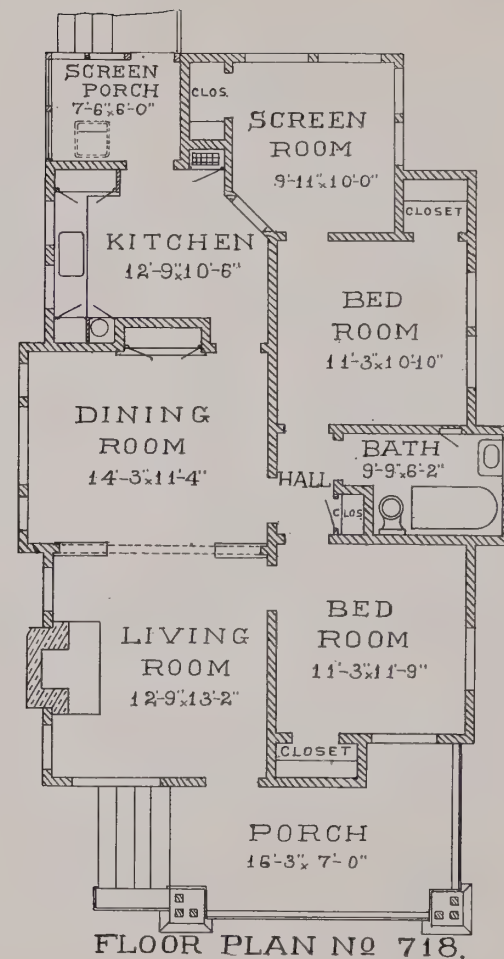 SCREEN
PORCH
7'-6"x6'-0"
CLOS.
SCREEN
ROOM
9'-11"x10'-0"
CLOSET
KITCHEN
12'-9"x10'-6"
BED
ROOM
11'-3"x10'-10"
DINING
ROOM
14'-3"x11'-4"
HALL
BATH
9'-9"x6'-2"
CLOS
LIVING
ROOM
12'-9"x13'-2"
BED
ROOM
11'-3"x11'-9"
CLOSET
PORCH
16'-3"x7'-0"
FLOOR PLAN No 718.